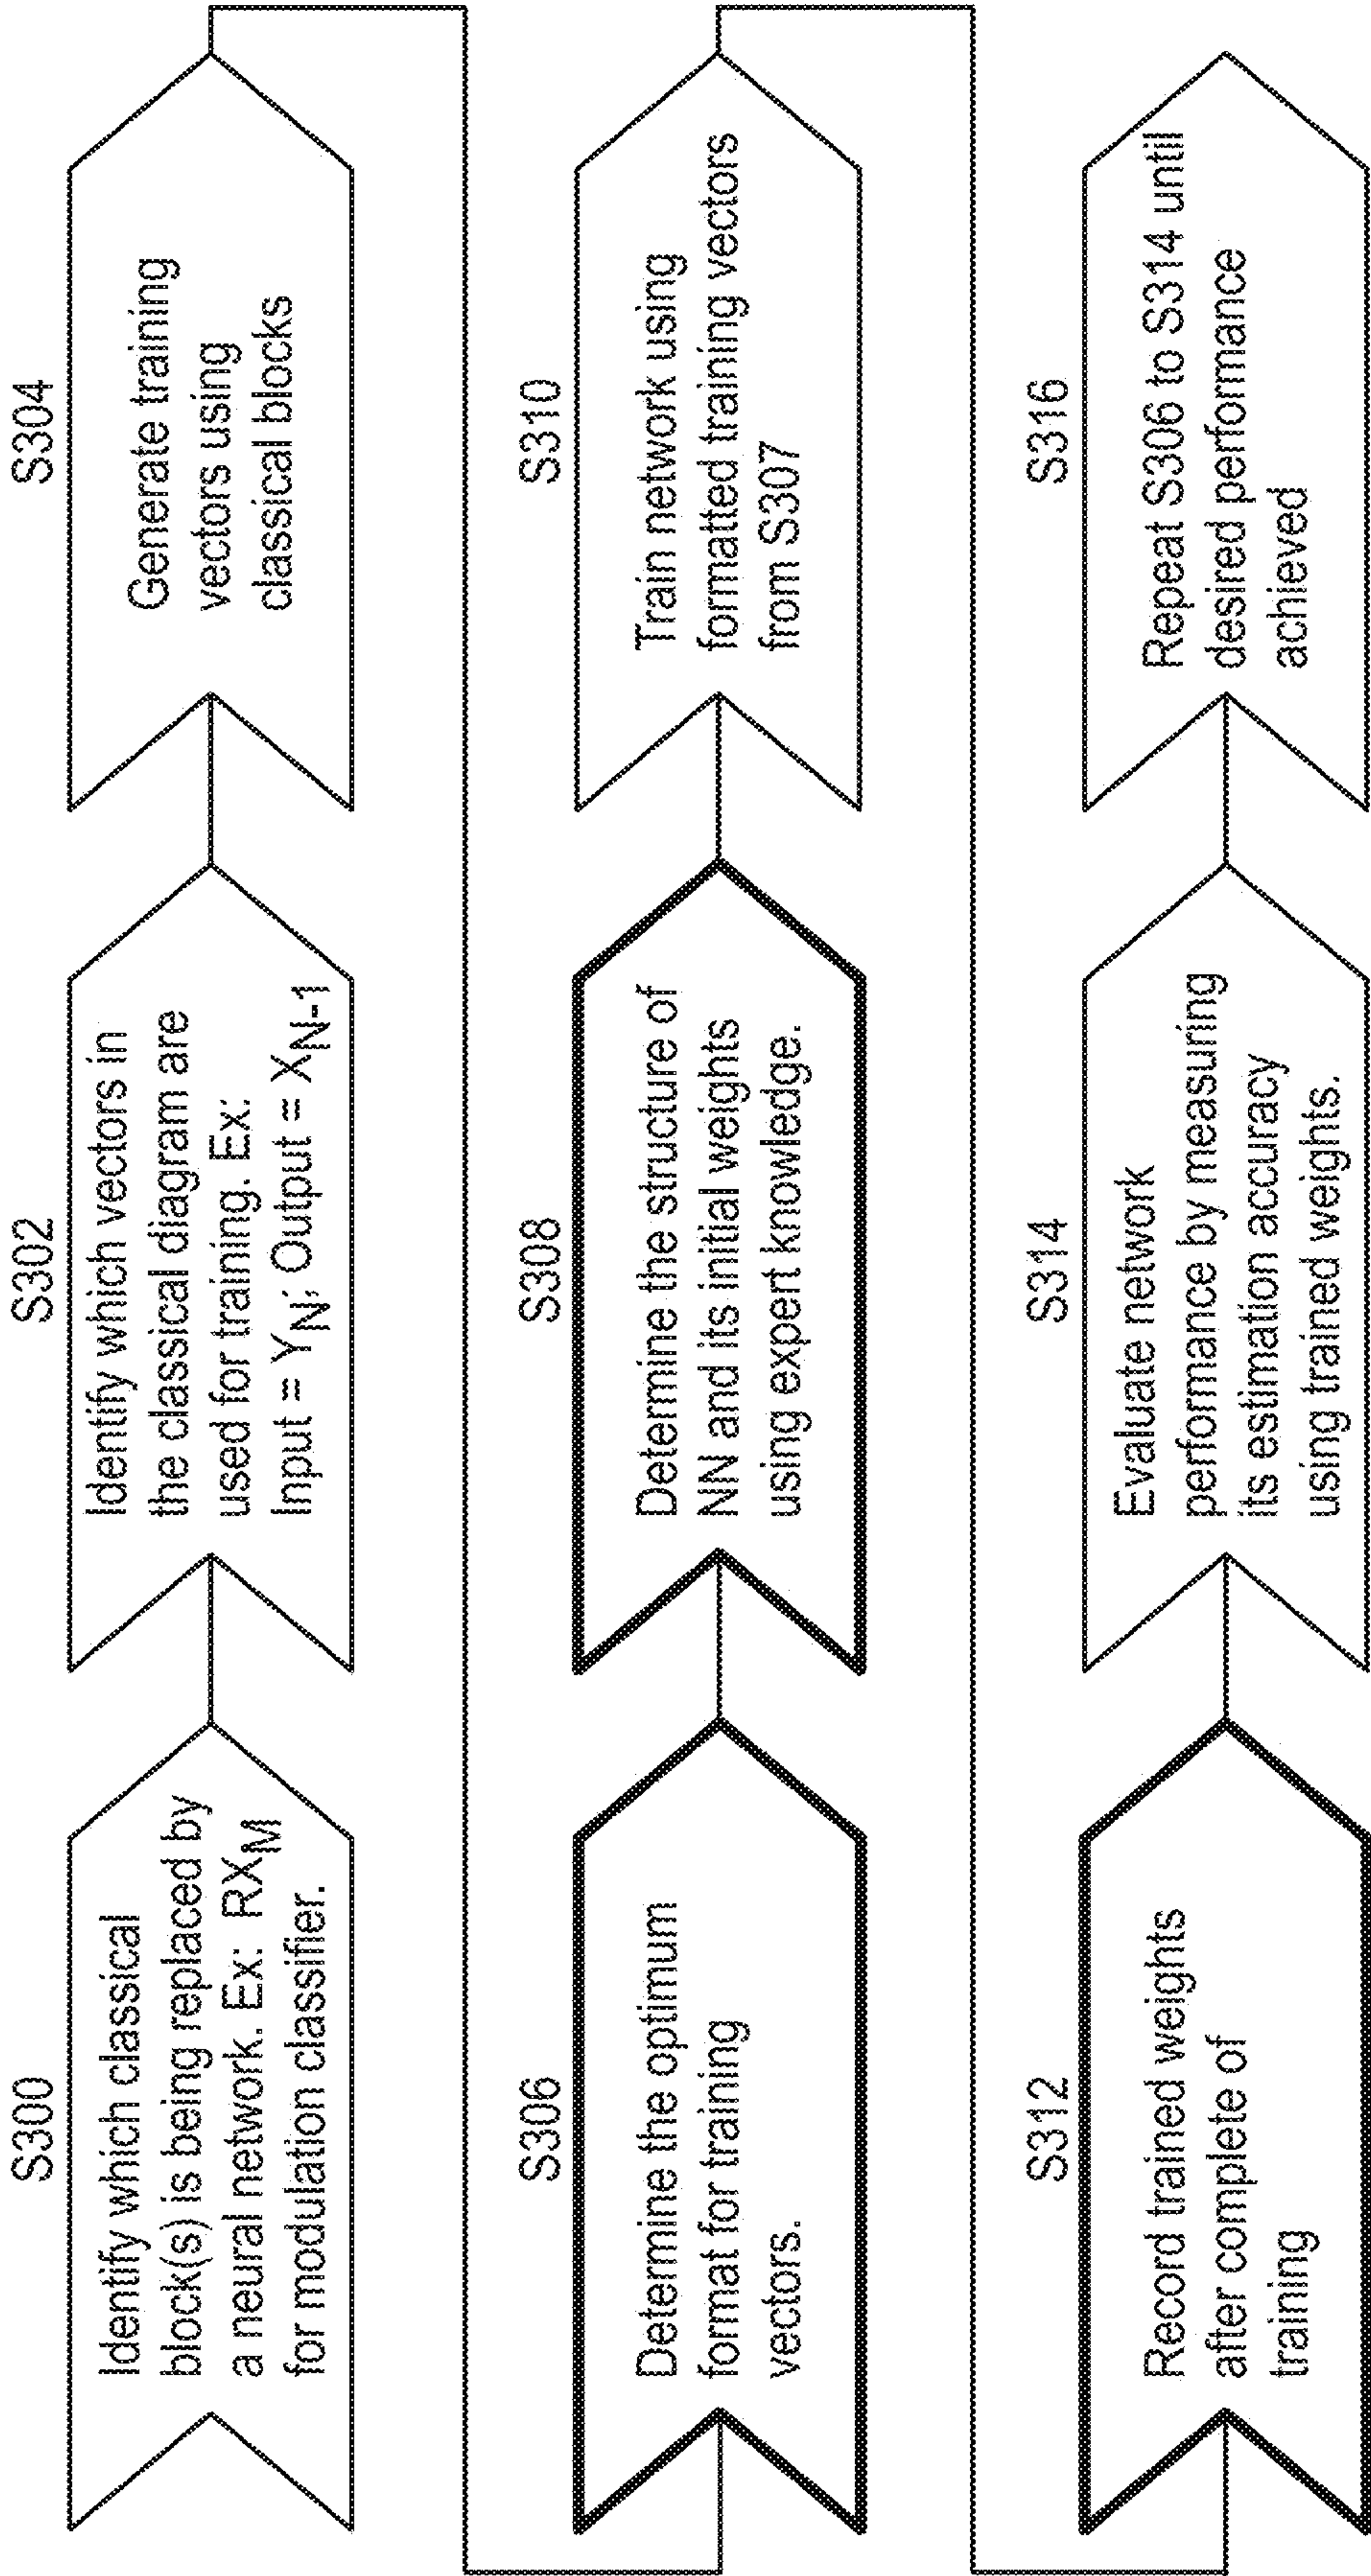 S300
Identify which classical
block(s) is being replaced by
a neural network. Ex: RX_M
for modulation classifier.
S302
Identify which vectors in
the classical diagram are
used for training. Ex:
Input = Y_N; Output = X_N-1
S304
Generate training
vectors using
classical blocks
S306
Determine the optimum
format for training
vectors.
S308
Determine the structure of
NN and its initial weights
using expert knowledge.
S310
Train network using
formatted training vectors
from S307
S312
Record trained weights
after complete of
training
S314
Evaluate network
performance by measuring
its estimation accuracy
using trained weights.
S316
Repeat S306 to S314 until
desired performance
achieved